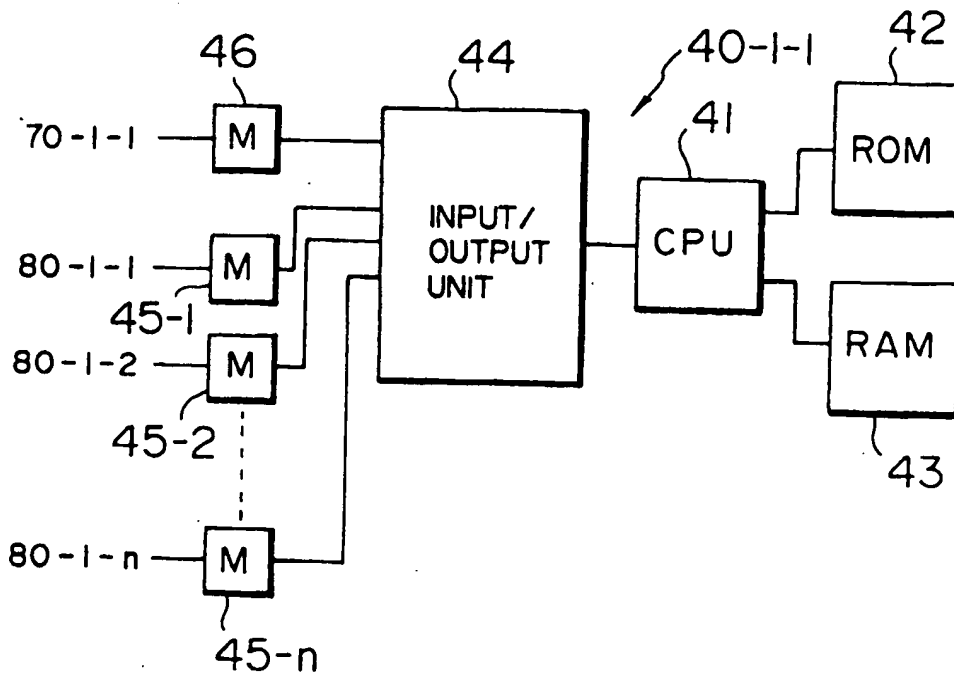 46
44
40-1-1
42
70-1-1
M
41
ROM
INPUT/
OUTPUT
UNIT
CPU
80-1-1
M
45-1
80-1-2
M
45-2
RAM
43
80-1-n
M
45-n